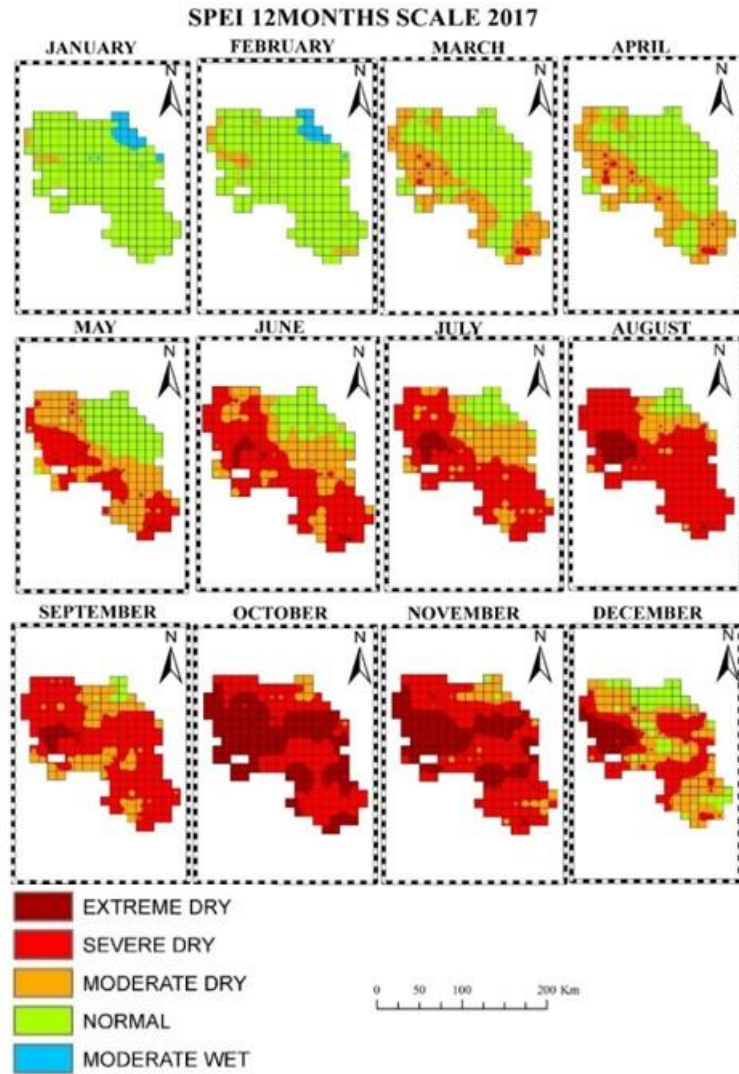 SPEI 12MONTHS SCALE 2017
JANUARY FEBRUARY MARCH APRIL
N N N N
MAY JUNE JULY AUGUST
N N N N
SEPTEMBER OCTOBER NOVEMBER DECEMBER
N N N N
EXTREME DRY
SEVERE DRY
MODERATE DRY
NORMAL
MODERATE WET
0 50 100 200 Km